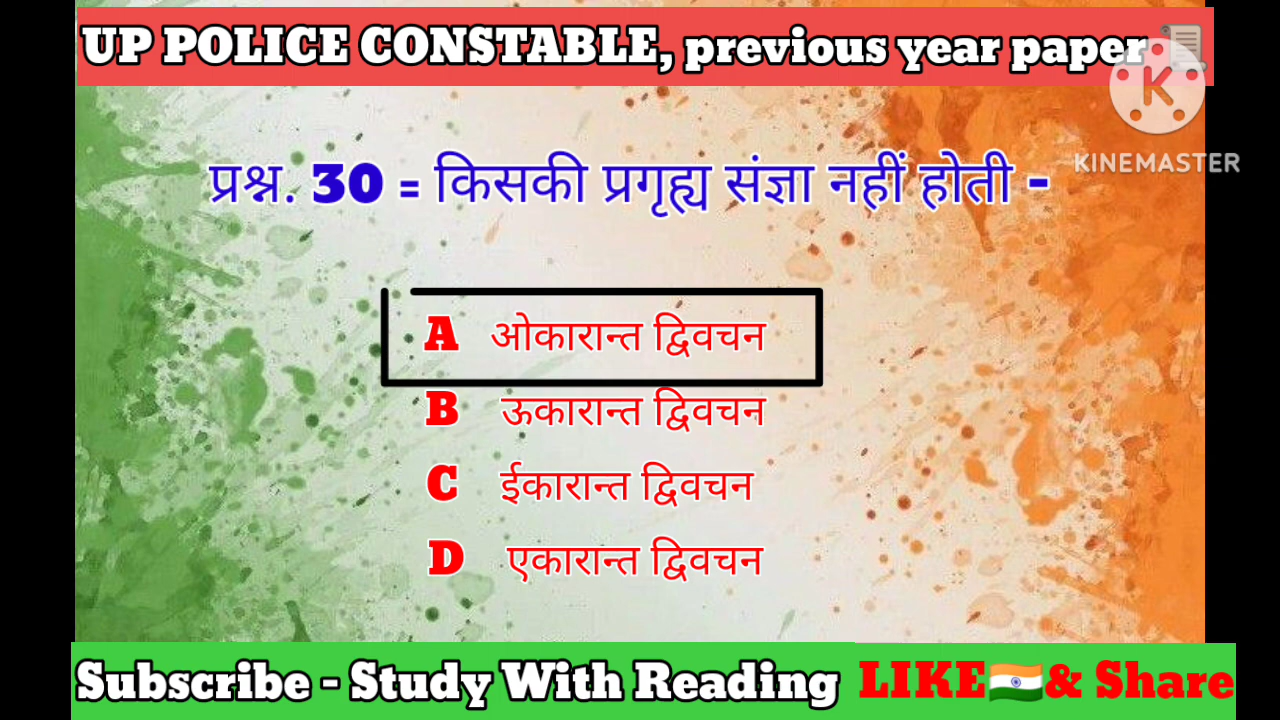 UP POLICE CONSTABLE, previous year paper
KINEMASTER
प्रश्न. 30 = किसकी प्रगृह्य संज्ञा नहीं होती -
A ओकारान्त द्विवचन
B ऊकारान्त द्विवचन
C ईकारान्त द्विवचन
D एकारान्त द्विवचन
Subscribe - Study With Reading LIKE🇮🇳& Share